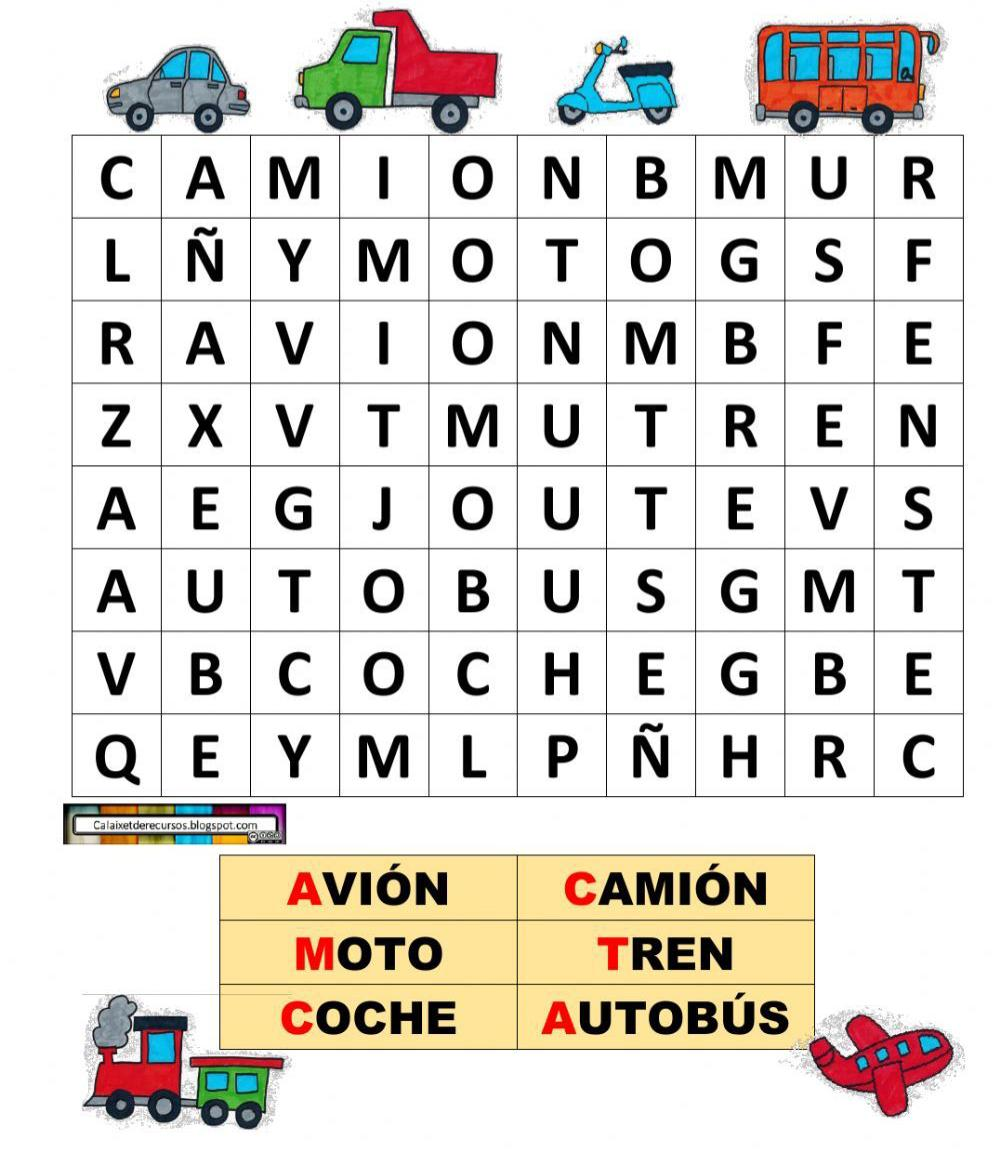 C A M I O N B M U R
L Ñ Y M O T O G S F
R A V I O N M B F E
Z X V T M U T R E N
A E G J O U T E V S
A U T O B U S G M T
V B C O C H E G B E
Q E Y M L P Ñ H R C
Calaixetderecursos.blogspot.com
AVIÓN CAMIÓN
MOTO TREN
COCHE AUTOBÚS